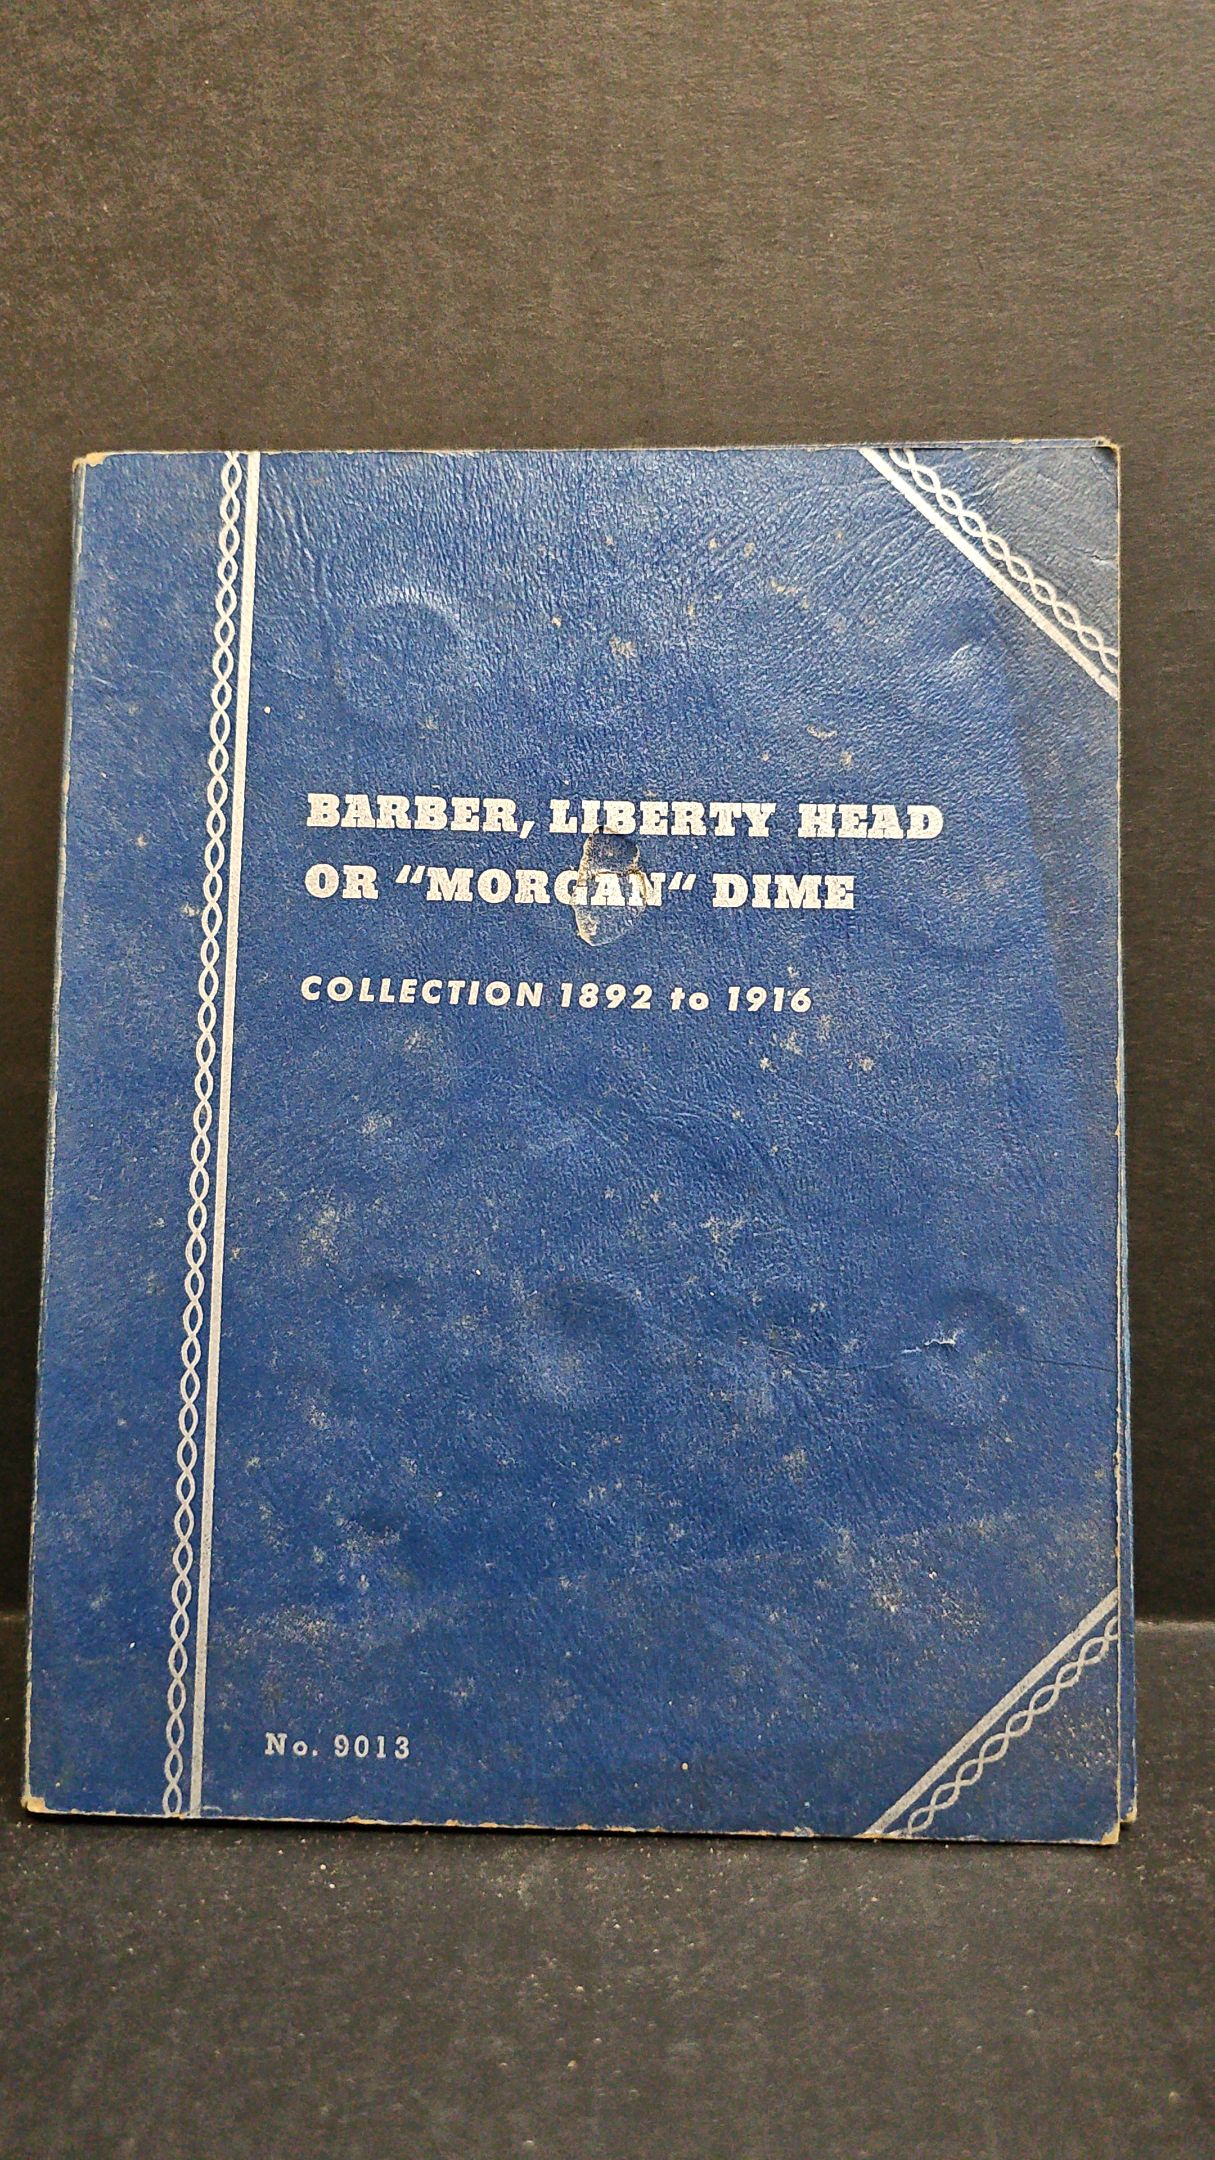 BARBER, LIBERTY HEAD
OR “MORGAN“ DIME
COLLECTION 1892 to 1916
No. 9013